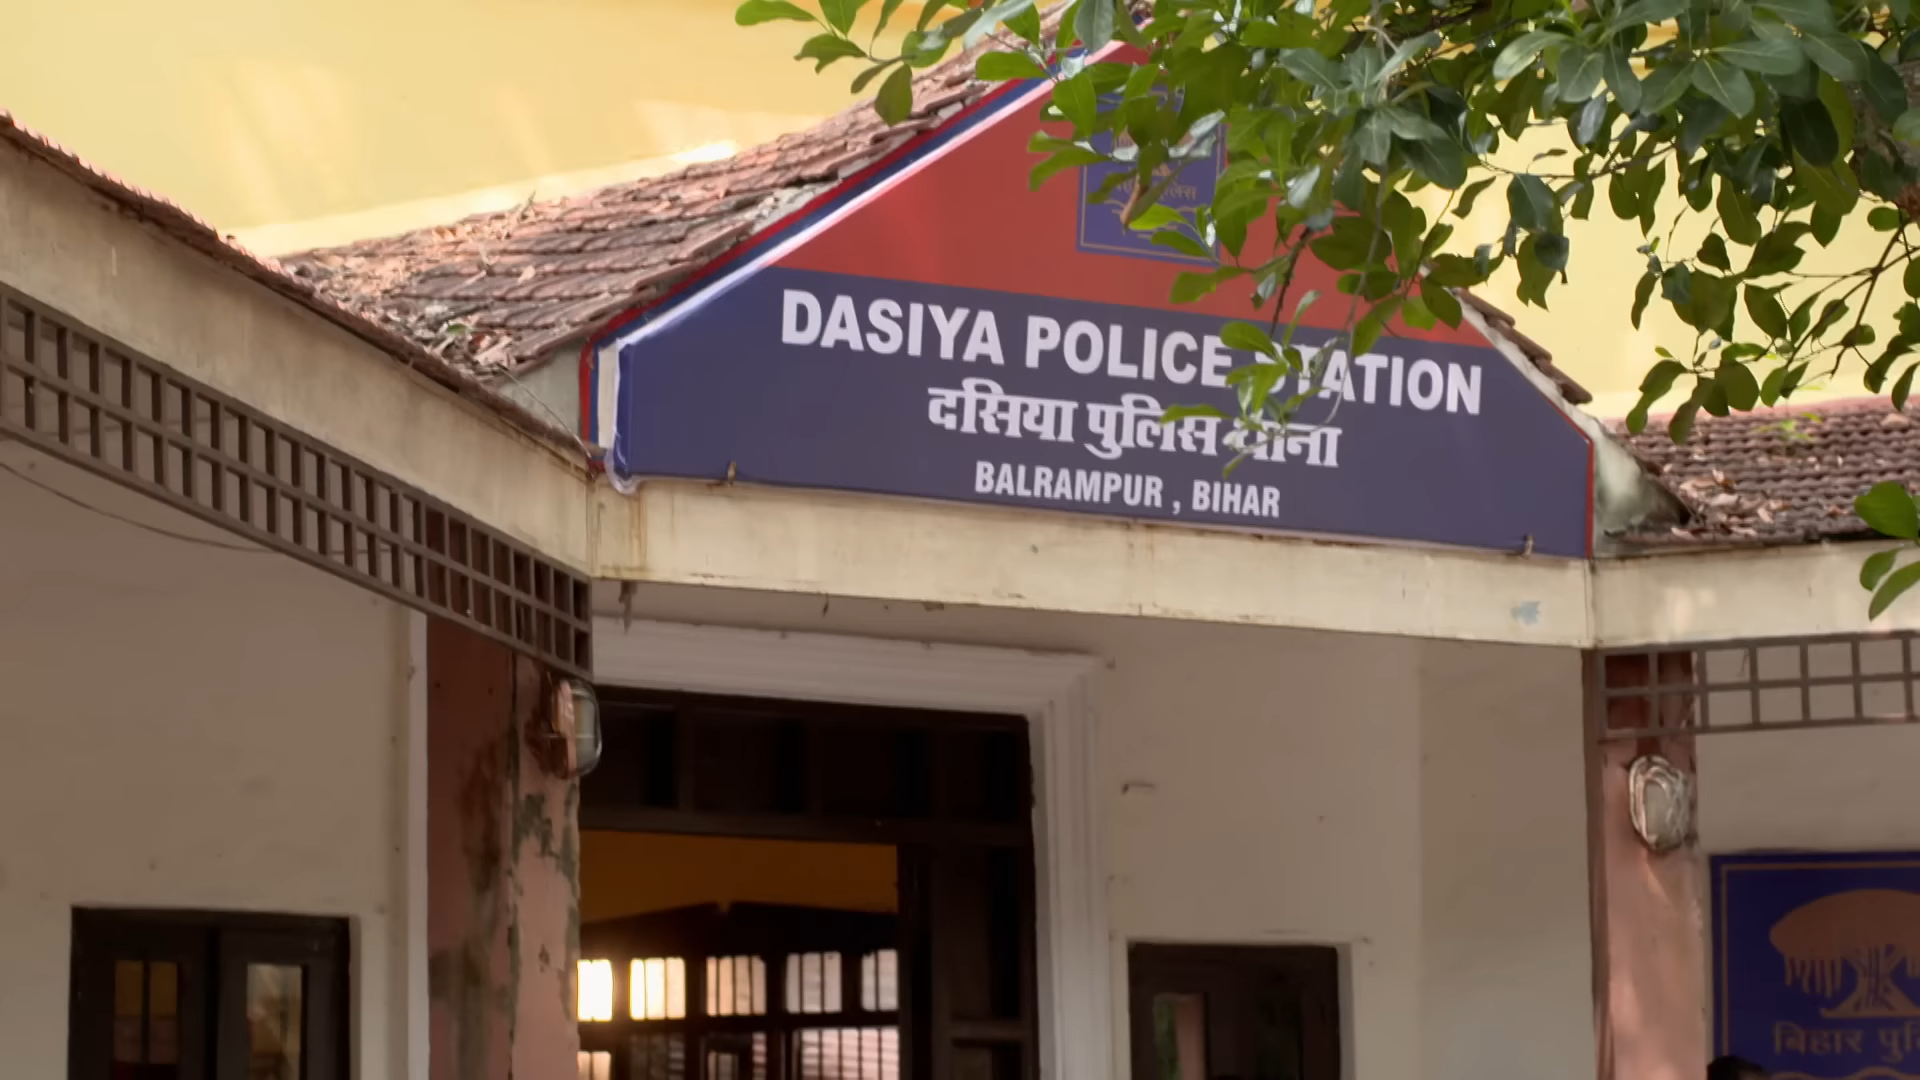 DASIYA POLICE STATION
दसिया पुलिस थाना
BALRAMPUR , BIHAR
बिहार